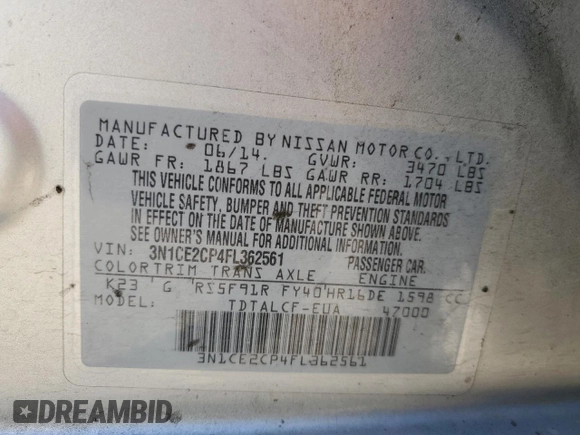 MANUFACTURED BY NISSAN MOTOR CO., LTD.
DATE: 06/14. GVWR: 3470 LBS
GAWR FR: 1867 LBS GAWR RR: 1704 LBS
THIS VEHICLE CONFORMS TO ALL APPLICABLE FEDERAL MOTOR
VEHICLE SAFETY, BUMPER AND THEFT PREVENTION STANDARDS
IN EFFECT ON THE DATE OF MANUFACTURE SHOWN ABOVE.
SEE OWNER'S MANUAL FOR ADDITIONAL INFORMATION.
VIN: 3N1CE2CP4FL362561 PASSENGER CAR.
COLOR TRIM TRANS AXLE ENGINE
K23 'G 'RS5F91R FY40'HR16DE 1598 CC
MODEL: TDTALCF-EUA 47000
3N1CE2CP4FL362561
DREAMBID